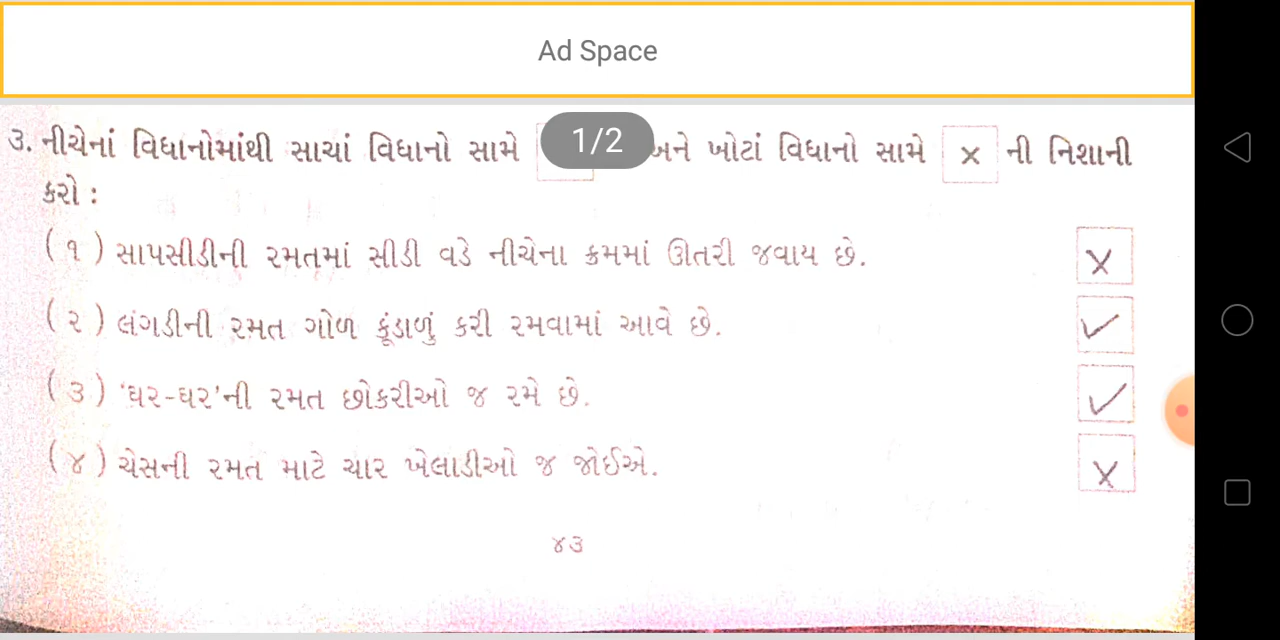 Ad Space
1/2
૩. નીચેનાં વિધાનોમાંથી સાચાં વિધાનો સામે અને ખોટાં વિધાનો સામે × ની નિશાની
કરો :
(૧) સાપસીડીની રમતમાં સીડી વડે નીચેના ક્રમમાં ઊતરી જવાય છે. ×
(૨) લંગડીની રમત ગોળ કૂંડાળું કરી રમવામાં આવે છે. ✓
(૩) ‘ઘર-ઘર’ની રમત છોકરીઓ જ રમે છે. ✓
(૪) ચેસની રમત માટે ચાર ખેલાડીઓ જ જોઈએ. ×
૪૩